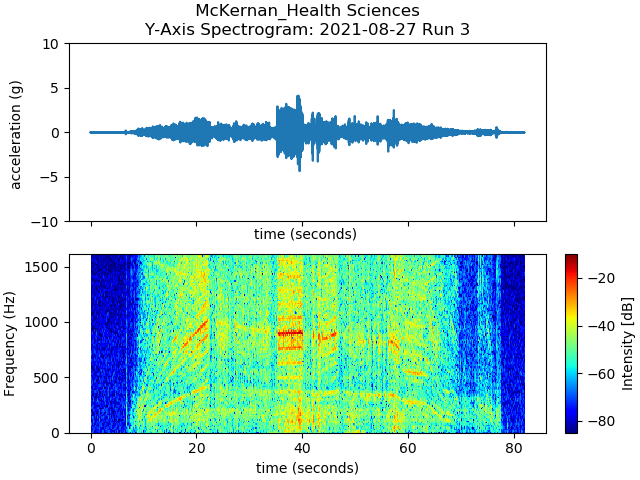 McKernan_Health Sciences
Y-Axis Spectrogram: 2021-08-27 Run 3
10
5
0
−5
−10
acceleration (g)
time (seconds)
1500
1000
500
0
Frequency (Hz)
0
20
40
60
80
time (seconds)
−20
−40
−60
−80
Intensity [dB]